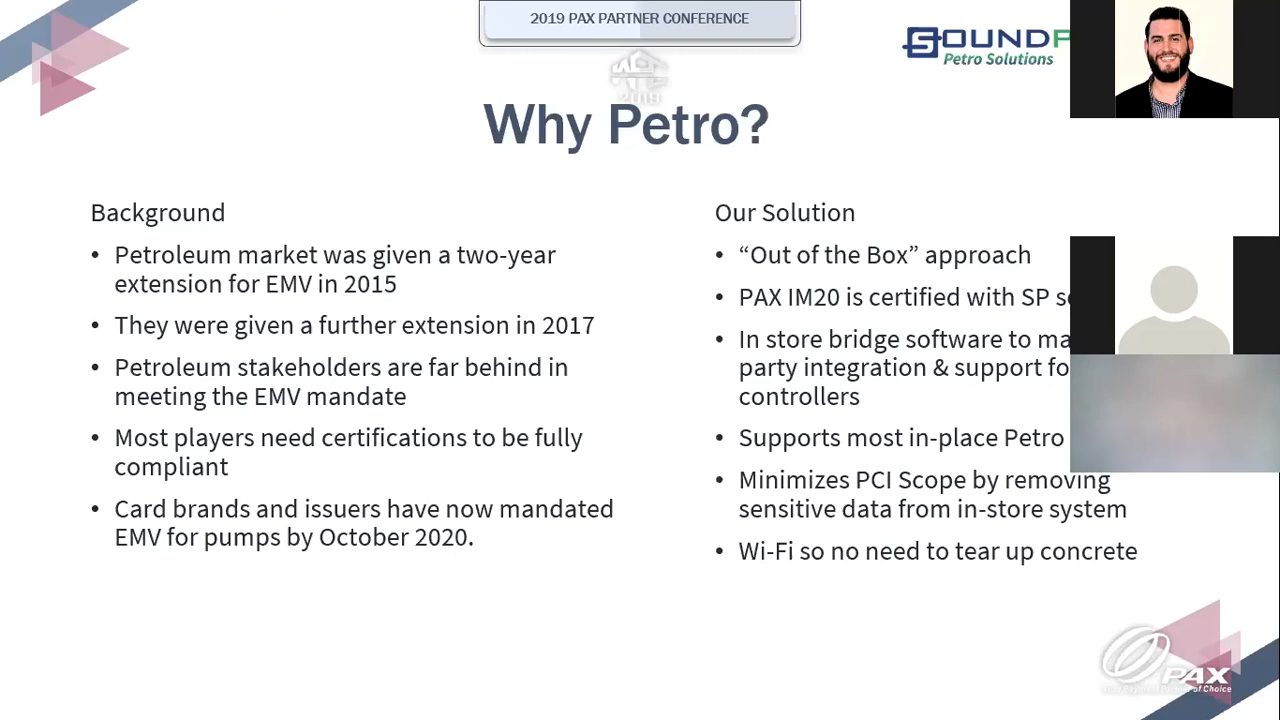 2019 PAX PARTNER CONFERENCE
SOUNDP
Petro Solutions
2019
Why Petro?
Background
• Petroleum market was given a two-year
extension for EMV in 2015
• They were given a further extension in 2017
• Petroleum stakeholders are far behind in
meeting the EMV mandate
• Most players need certifications to be fully
compliant
• Card brands and issuers have now mandated
EMV for pumps by October 2020.
Our Solution
• “Out of the Box” approach
• PAX IM20 is certified with SP
• In store bridge software to
party integration & support
controllers
• Supports most in-place Petro
• Minimizes PCI Scope by removing
sensitive data from in-store system
• Wi-Fi so no need to tear up concrete
PAX
Partner of Choice